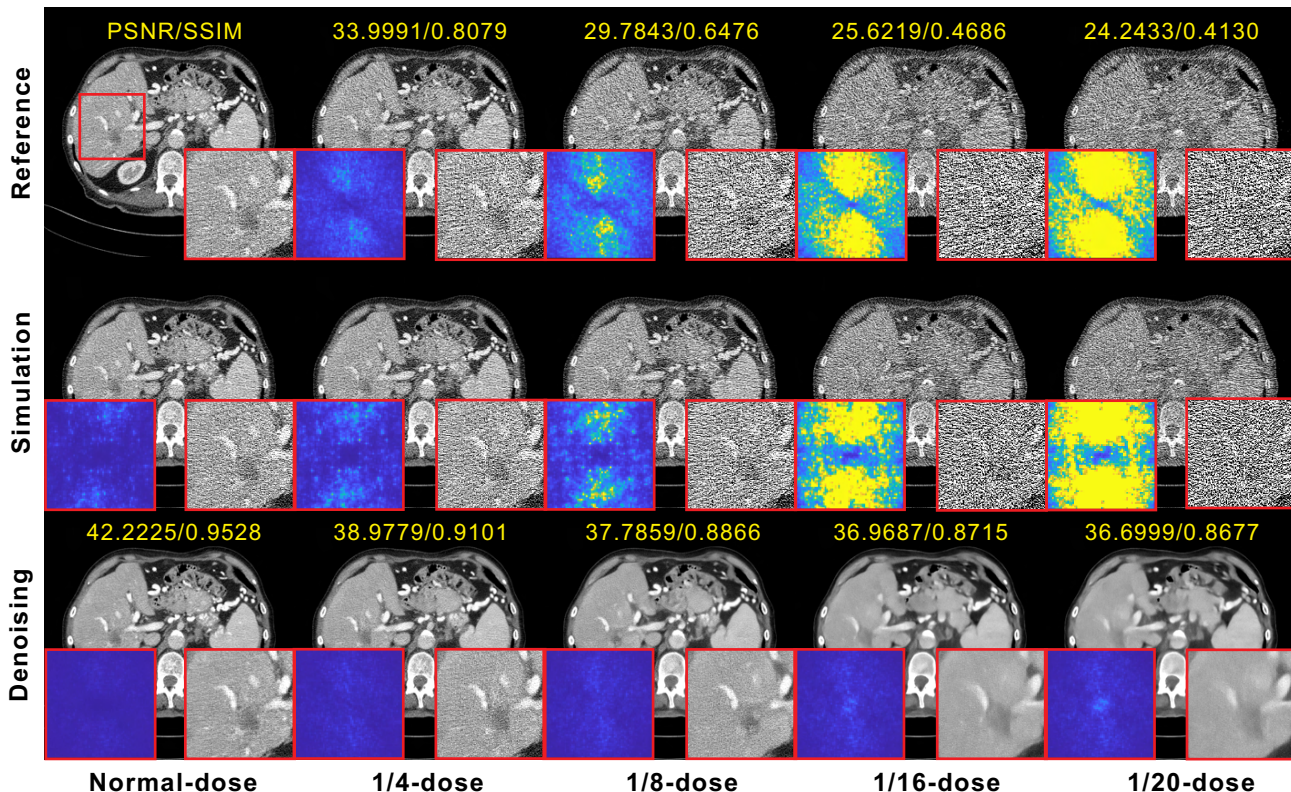 PSNR/SSIM 33.9991/0.8079 29.7843/0.6476 25.6219/0.4686 24.2433/0.4130
Reference
Simulation
42.2225/0.9528 38.9779/0.9101 37.7859/0.8866 36.9687/0.8715 36.6999/0.8677
Denoising
Normal-dose 1/4-dose 1/8-dose 1/16-dose 1/20-dose